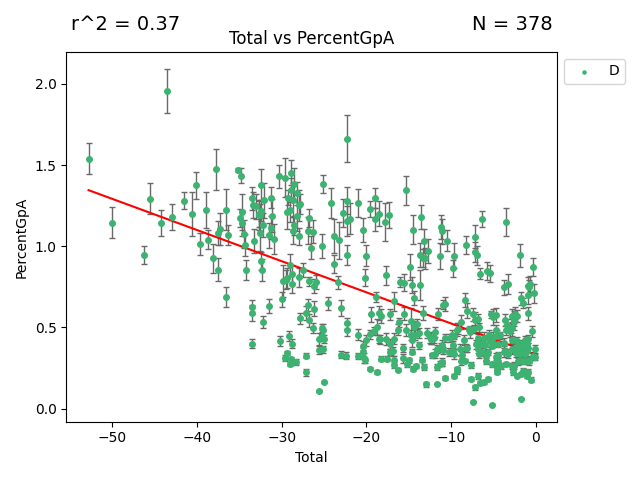 r^2 = 0.37 N = 378
Total vs PercentGpA
D
PercentGpA
2.0
1.5
1.0
0.5
0.0
−50 −40 −30 −20 −10 0
Total